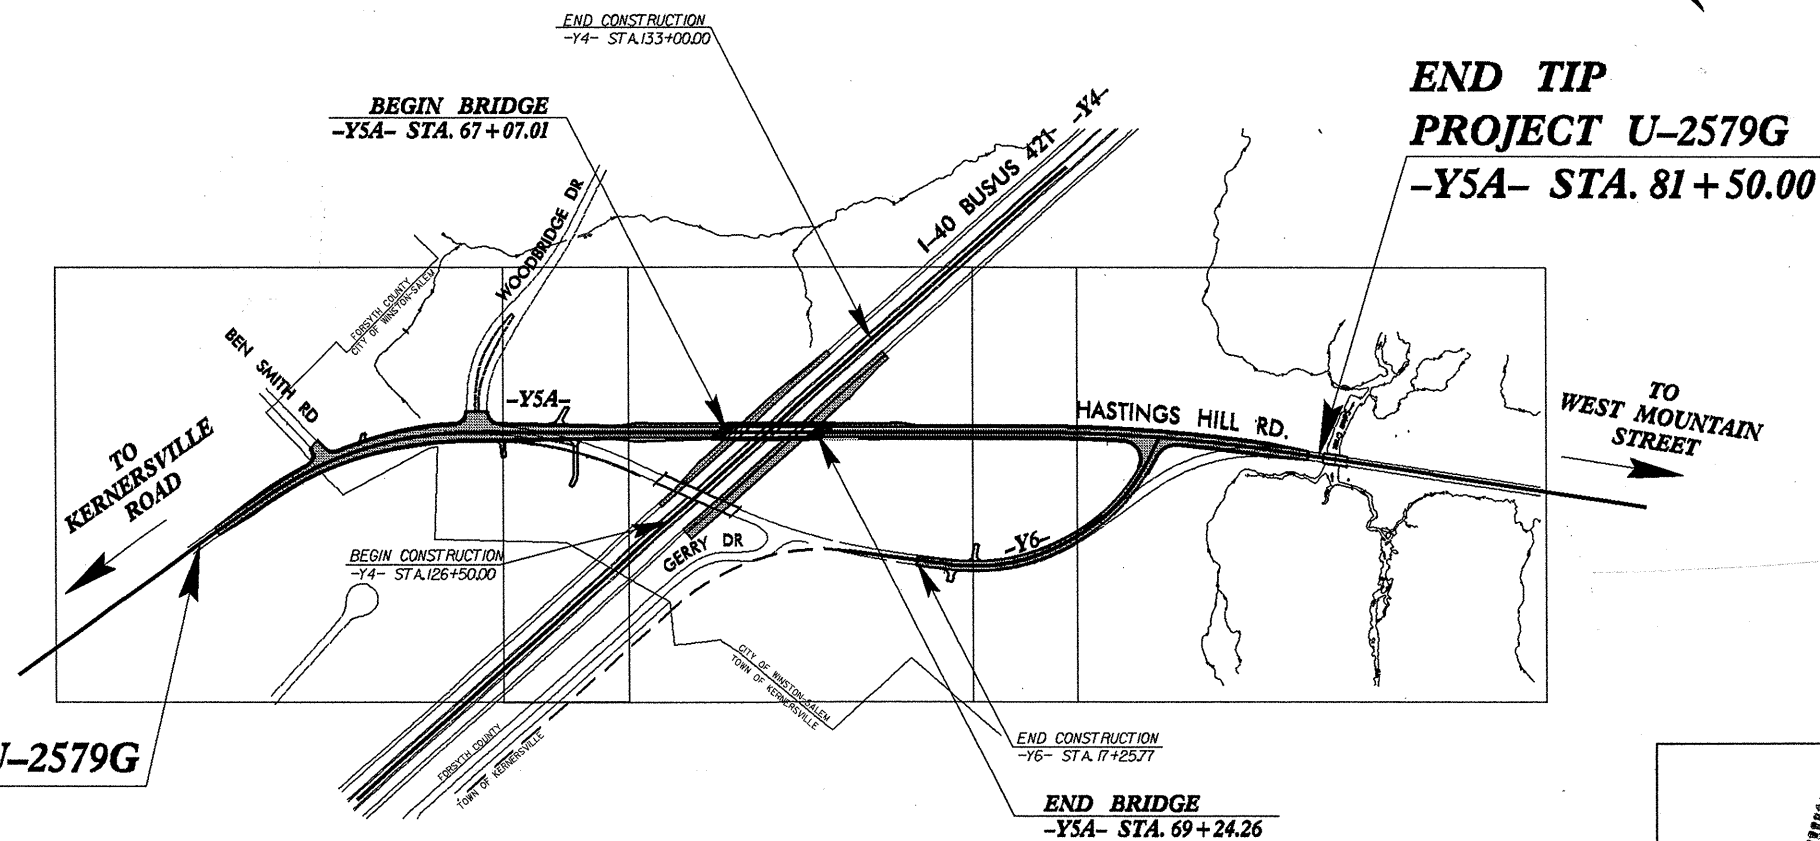 END CONSTRUCTION
-Y4- STA.133+00.00
BEGIN BRIDGE
-Y5A- STA. 67+07.01
END TIP
PROJECT U-2579G
-Y5A- STA. 81+50.00
-Y4-
I-40 BUS/US 421
WOODBRIDGE DR
FORSYTH COUNTY
CITY OF WINSTON-SALEM
BEN SMITH RD
-Y5A-
HASTINGS HILL RD.
TO
WEST MOUNTAIN
STREET
TO
KERNERSVILLE
ROAD
BEGIN CONSTRUCTION
-Y4- STA.126+50.00
GERRY DR
-Y6-
CITY OF WINSTON-SALEM
TOWN OF KERNERSVILLE
FORSYTH COUNTY
TOWN OF KERNERSVILLE
END CONSTRUCTION
-Y6- STA.17+25.77
END BRIDGE
-Y5A- STA. 69+24.26
-2579G